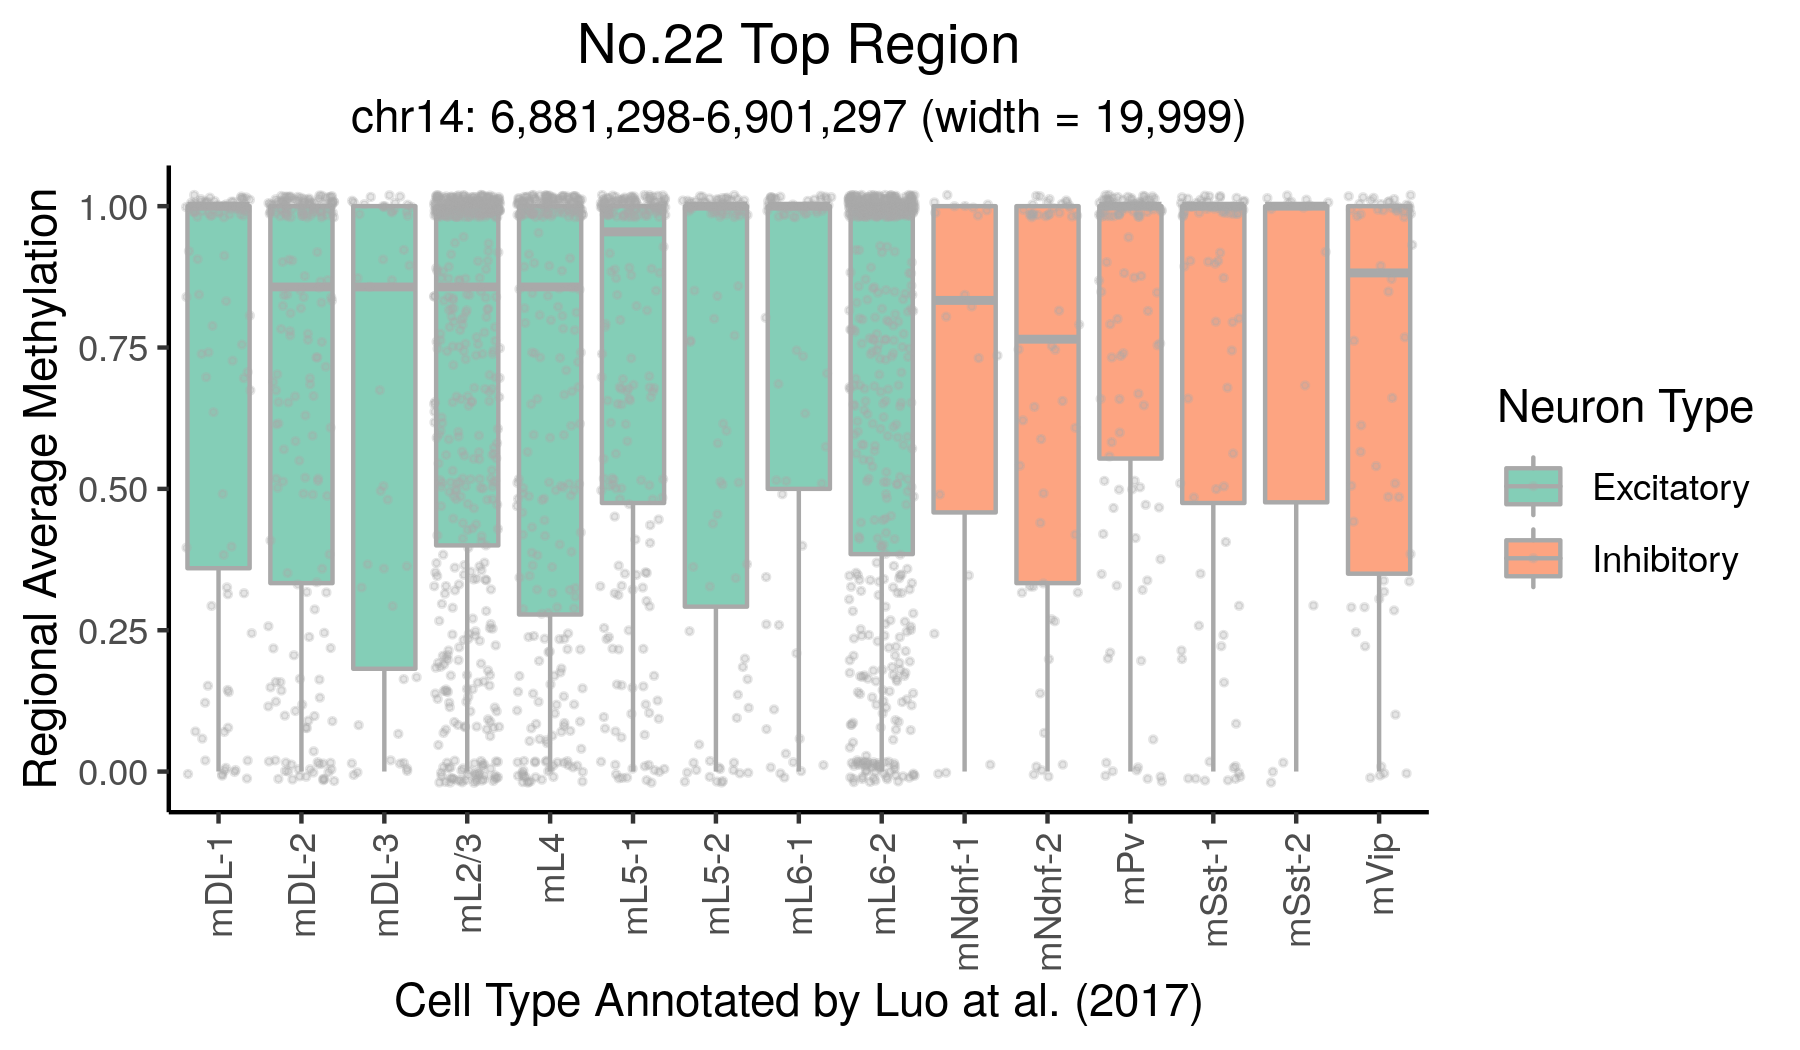 No.22 Top Region
chr14: 6,881,298-6,901,297 (width = 19,999)
Regional Average Methylation
1.00
0.75
0.50
0.25
0.00
mDL-1
mDL-2
mDL-3
mL2/3
mL4
mL5-1
mL5-2
mL6-1
mL6-2
mNdnf-1
mNdnf-2
mPv
mSst-1
mSst-2
mVip
Cell Type Annotated by Luo at al. (2017)
Neuron Type
Excitatory
Inhibitory